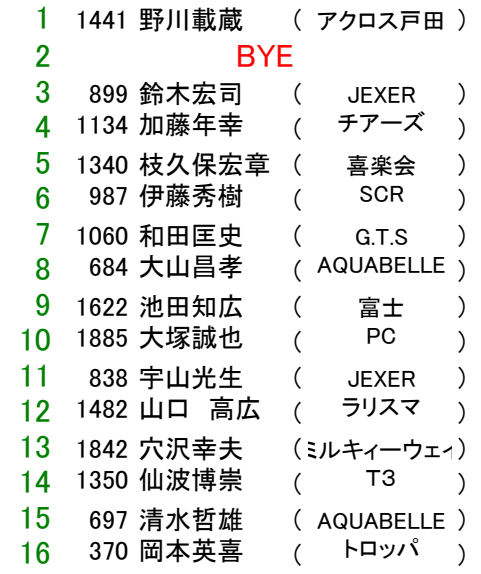 1 1441 野川載蔵 ( アクロス戸田 )
2 BYE
3 899 鈴木宏司 ( JEXER )
4 1134 加藤年幸 ( チアーズ )
5 1340 枝久保宏章 ( 喜楽会 )
6 987 伊藤秀樹 ( SCR )
7 1060 和田匡史 ( G.T.S )
8 684 大山昌孝 ( AQUABELLE )
9 1622 池田知広 ( 富士 )
10 1885 大塚誠也 ( PC )
11 838 宇山光生 ( JEXER )
12 1482 山口　高広 ( ラリスマ )
13 1842 穴沢幸夫 (ミルキィーウェイ)
14 1350 仙波博崇 ( T3 )
15 697 清水哲雄 ( AQUABELLE )
16 370 岡本英喜 ( トロッパ )